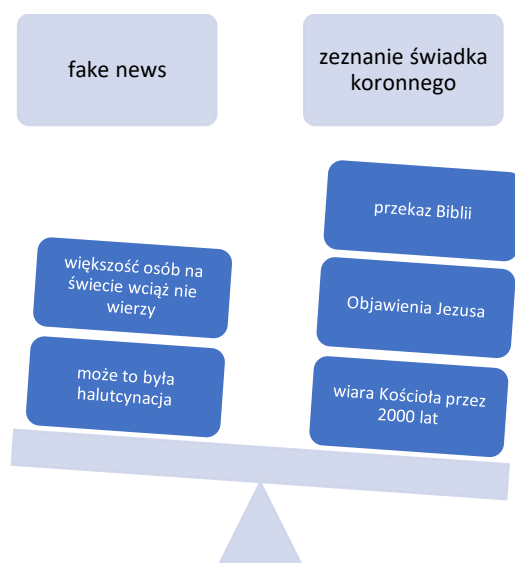 fake news
zeznanie świadka
koronnego
przekaz Biblii
większość osób na
świecie wciąż nie
wierzy
Objawienia Jezusa
może to była
halutcynacja
wiara Kościoła przez
2000 lat